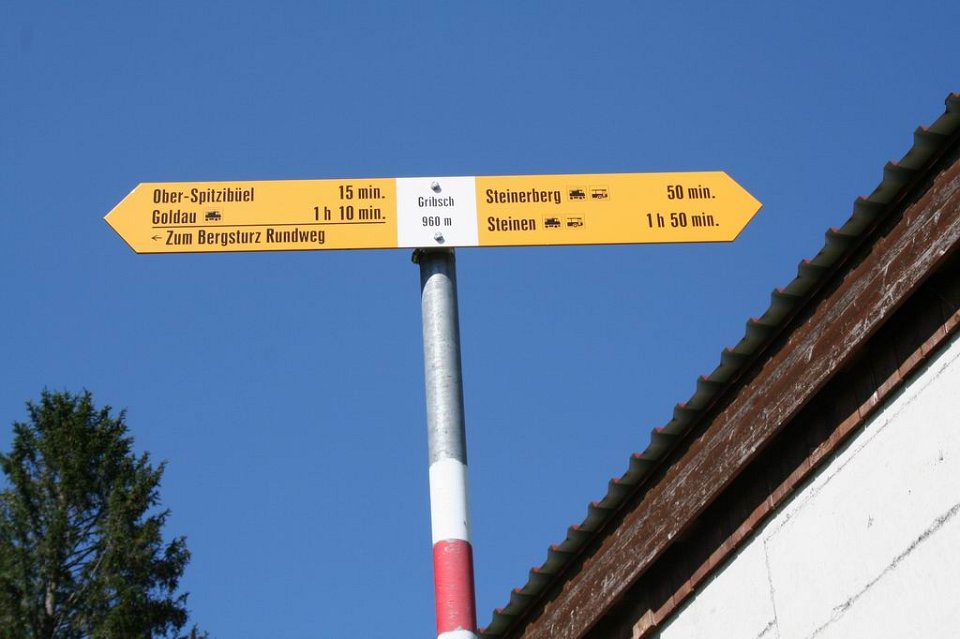 Ober-Spitzibüel 15 min.
Goldau 1 h 10 min.
←Zum Bergsturz Rundweg
Gribsch
960 m
Steinerberg 50 min.
Steinen 1 h 50 min.